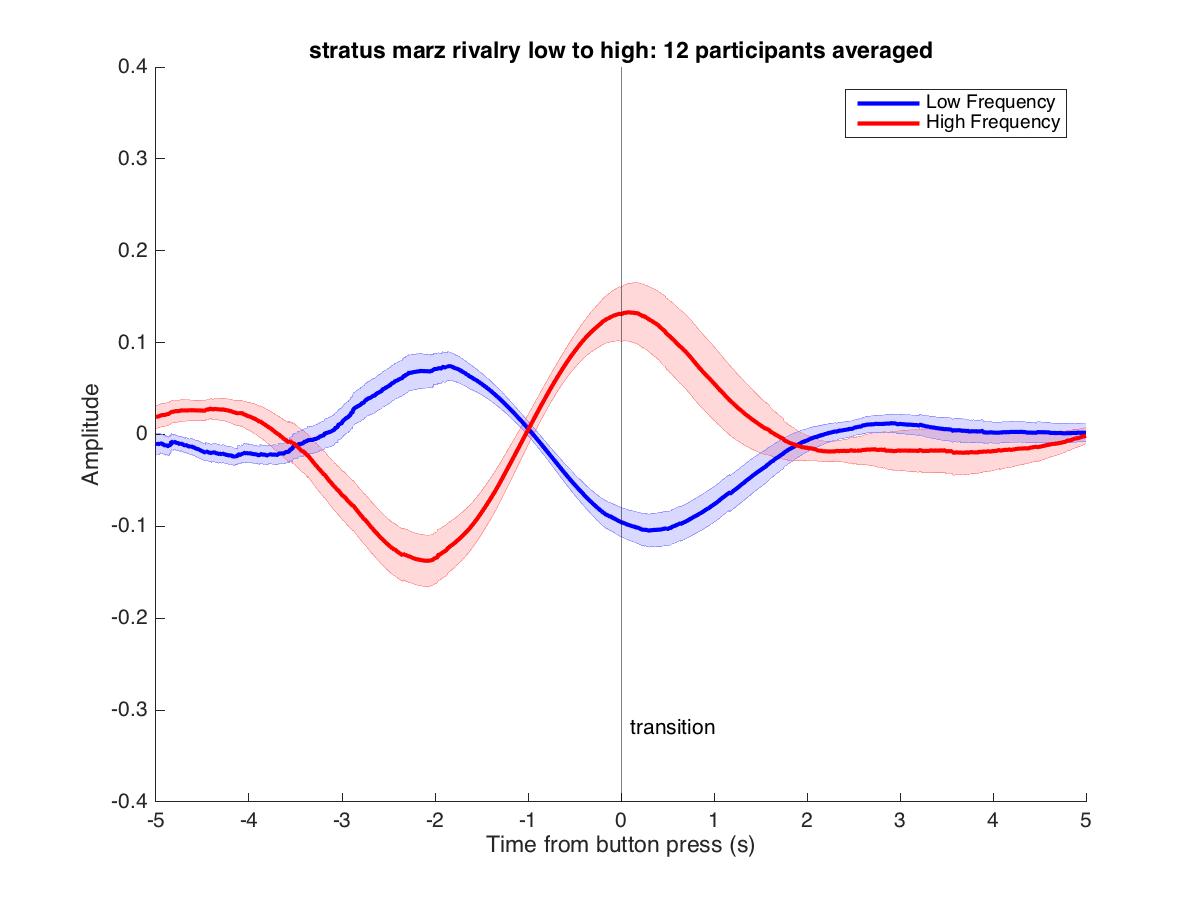 stratus marz rivalry low to high: 12 participants averaged
Low Frequency
High Frequency
0.4
0.3
0.2
0.1
0
-0.1
-0.2
-0.3
-0.4
Amplitude
transition
-5 -4 -3 -2 -1 0 1 2 3 4 5
Time from button press (s)